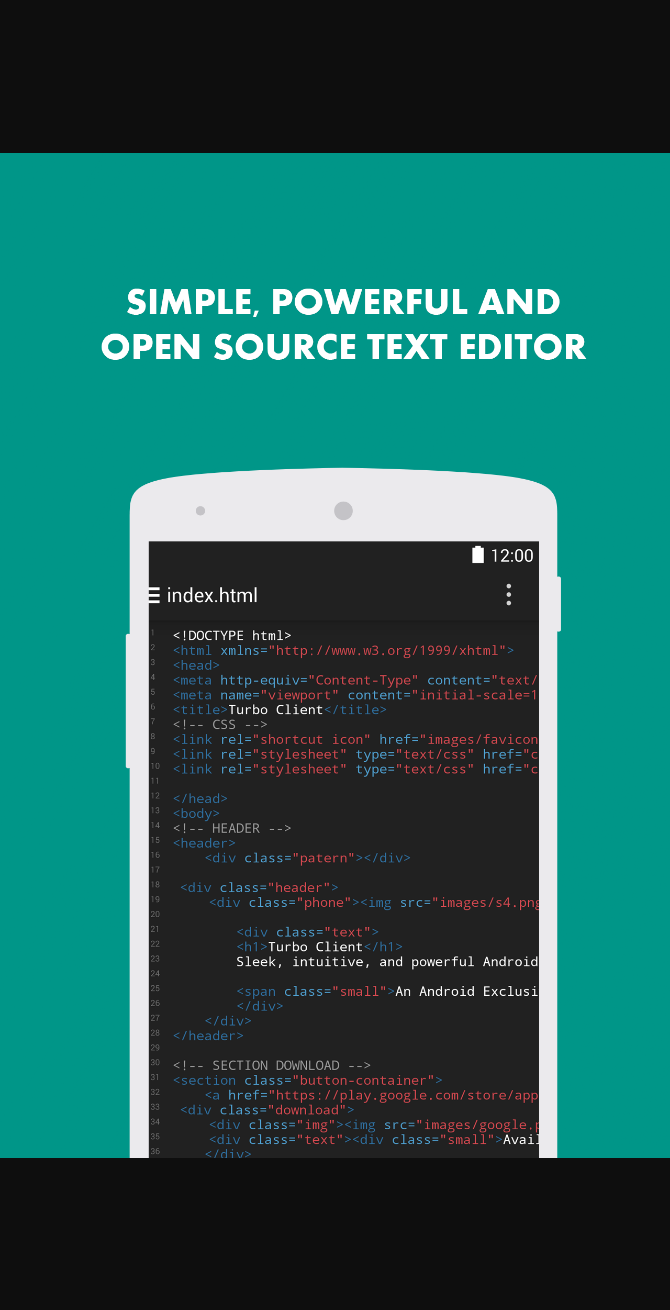 SIMPLE, POWERFUL AND
OPEN SOURCE TEXT EDITOR
12:00
index.html
1 <!DOCTYPE html>
2 <html xmlns="http://www.w3.org/1999/xhtml">
3 <head>
4 <meta http-equiv="Content-Type" content="text/
5 <meta name="viewport" content="initial-scale=1
6 <title>Turbo Client</title>
7 <!-- CSS -->
8 <link rel="shortcut icon" href="images/favicon
9 <link rel="stylesheet" type="text/css" href="c
10 <link rel="stylesheet" type="text/css" href="c
11
12 </head>
13 <body>
14 <!-- HEADER -->
15 <header>
16 <div class="patern"></div>
17
18 <div class="header">
19 <div class="phone"><img src="images/s4.png
20
21 <div class="text">
22 <h1>Turbo Client</h1>
23 Sleek, intuitive, and powerful Android
24
25 <span class="small">An Android Exclusi
26 </div>
27 </div>
28 </header>
29
30 <!-- SECTION DOWNLOAD -->
31 <section class="button-container">
32 <a href="https://play.google.com/store/app
33 <div class="download">
34 <div class="img"><img src="images/google.p
35 <div class="text"><div class="small">Avail
36 </div>